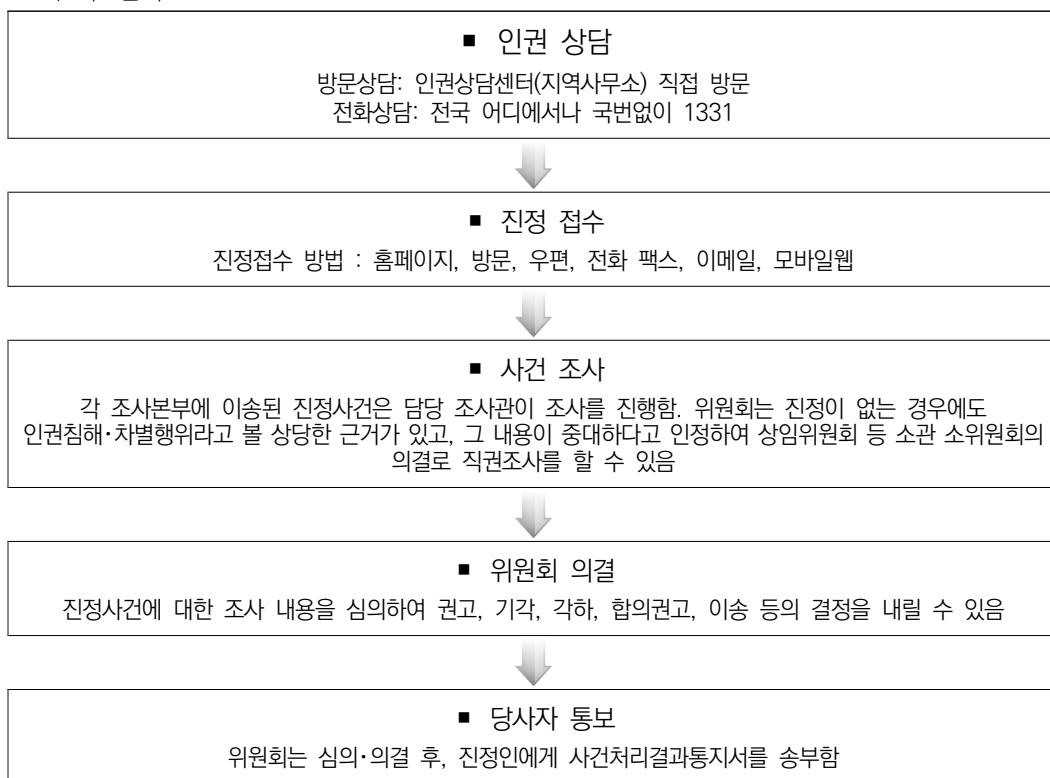 ■ 인권 상담
방문상담: 인권상담센터(지역사무소) 직접 방문
전화상담: 전국 어디에서나 국번없이 1331
■ 진정 접수
진정접수 방법 : 홈페이지, 방문, 우편, 전화 팩스, 이메일, 모바일웹
■ 사건 조사
각 조사본부에 이송된 진정사건은 담당 조사관이 조사를 진행함. 위원회는 진정이 없는 경우에도
인권침해·차별행위라고 볼 상당한 근거가 있고, 그 내용이 중대하다고 인정하여 상임위원회 등 소관 소위원회의
의결로 직권조사를 할 수 있음
■ 위원회 의결
진정사건에 대한 조사 내용을 심의하여 권고, 기각, 각하, 합의권고, 이송 등의 결정을 내릴 수 있음
■ 당사자 통보
위원회는 심의·의결 후, 진정인에게 사건처리결과통지서를 송부함